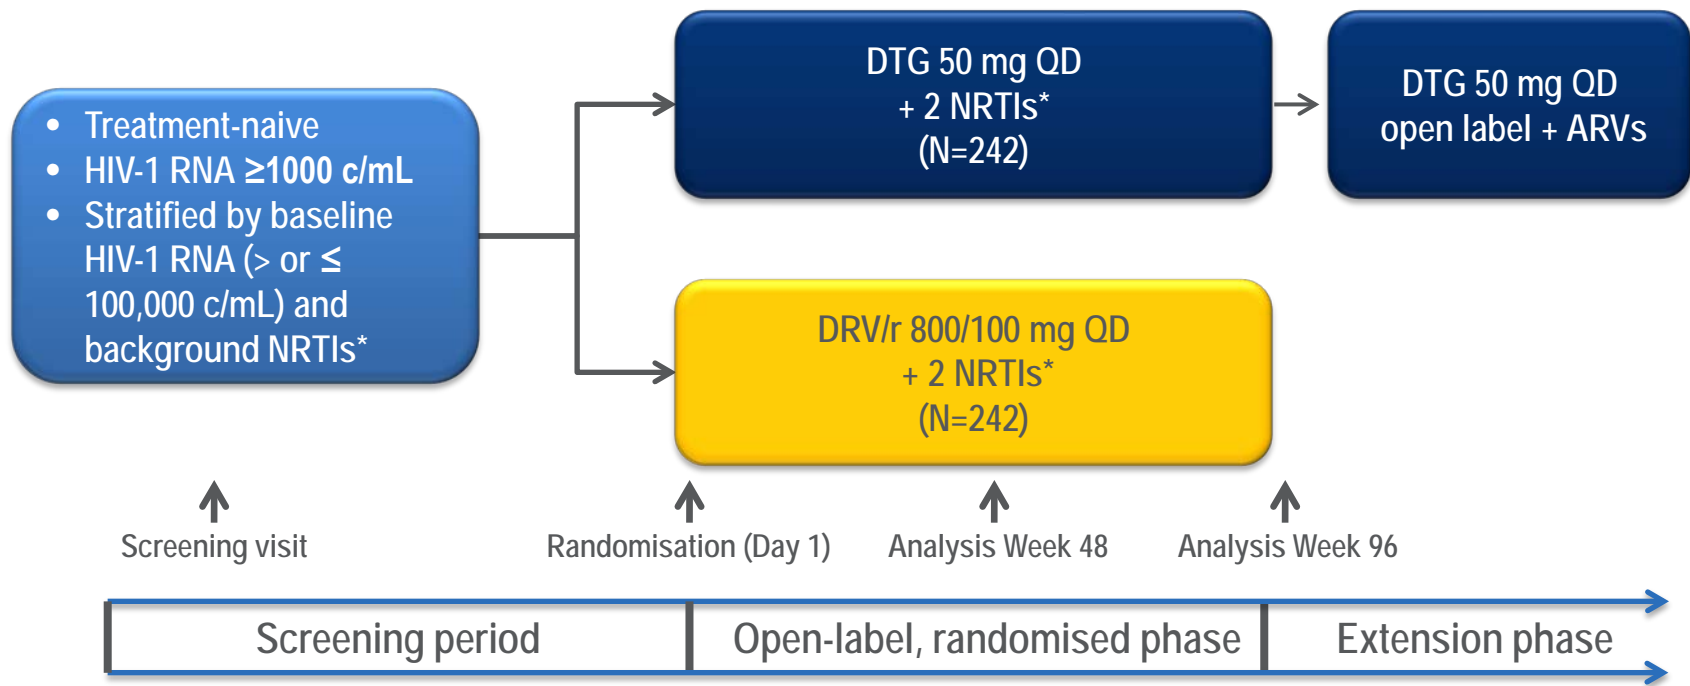 • Treatment-naive
• HIV-1 RNA ≥1000 c/mL
• Stratified by baseline
HIV-1 RNA (> or ≤
100,000 c/mL) and
background NRTIs*
DTG 50 mg QD
+ 2 NRTIs*
(N=242)
DTG 50 mg QD
open label + ARVs
DRV/r 800/100 mg QD
+ 2 NRTIs*
(N=242)
Screening visit
Randomisation (Day 1)
Analysis Week 48
Analysis Week 96
Screening period
Open-label, randomised phase
Extension phase